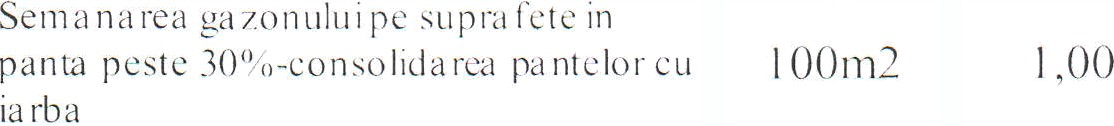 Semanarea gazonului pe suprafete in
panta peste 30%-consolidarea pantelor cu 100m2 1,00
iarba